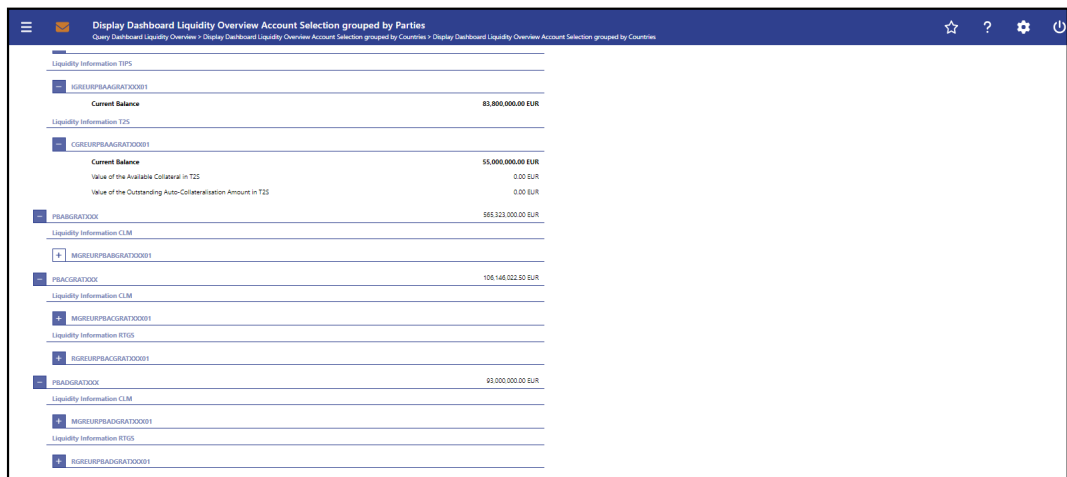 Display Dashboard Liquidity Overview Account Selection grouped by Parties
Query Dashboard Liquidity Overview > Display Dashboard Liquidity Overview Account Selection grouped by Countries > Display Dashboard Liquidity Overview Account Selection grouped by Countries
Liquidity Information TIPS
IGREURPBAAGRATXXX01
Current Balance 83,800,000.00 EUR
Liquidity Information T2S
CGREURPBAAGRATXXX01
Current Balance 55,000,000.00 EUR
Value of the Available Collateral in T2S 0.00 EUR
Value of the Outstanding Auto-Collateralisation Amount in T2S 0.00 EUR
PBABGRATXXX 565,323,000.00 EUR
Liquidity Information CLM
MGREURPBABGRATXXX01
PBACGRATXXX 106,146,022.50 EUR
Liquidity Information CLM
MGREURPBACGRATXXX01
Liquidity Information RTGS
RGREURPBACGRATXXX01
PBADGRATXXX 93,000,000.00 EUR
Liquidity Information CLM
MGREURPBADGRATXXX01
Liquidity Information RTGS
RGREURPBADGRATXXX01